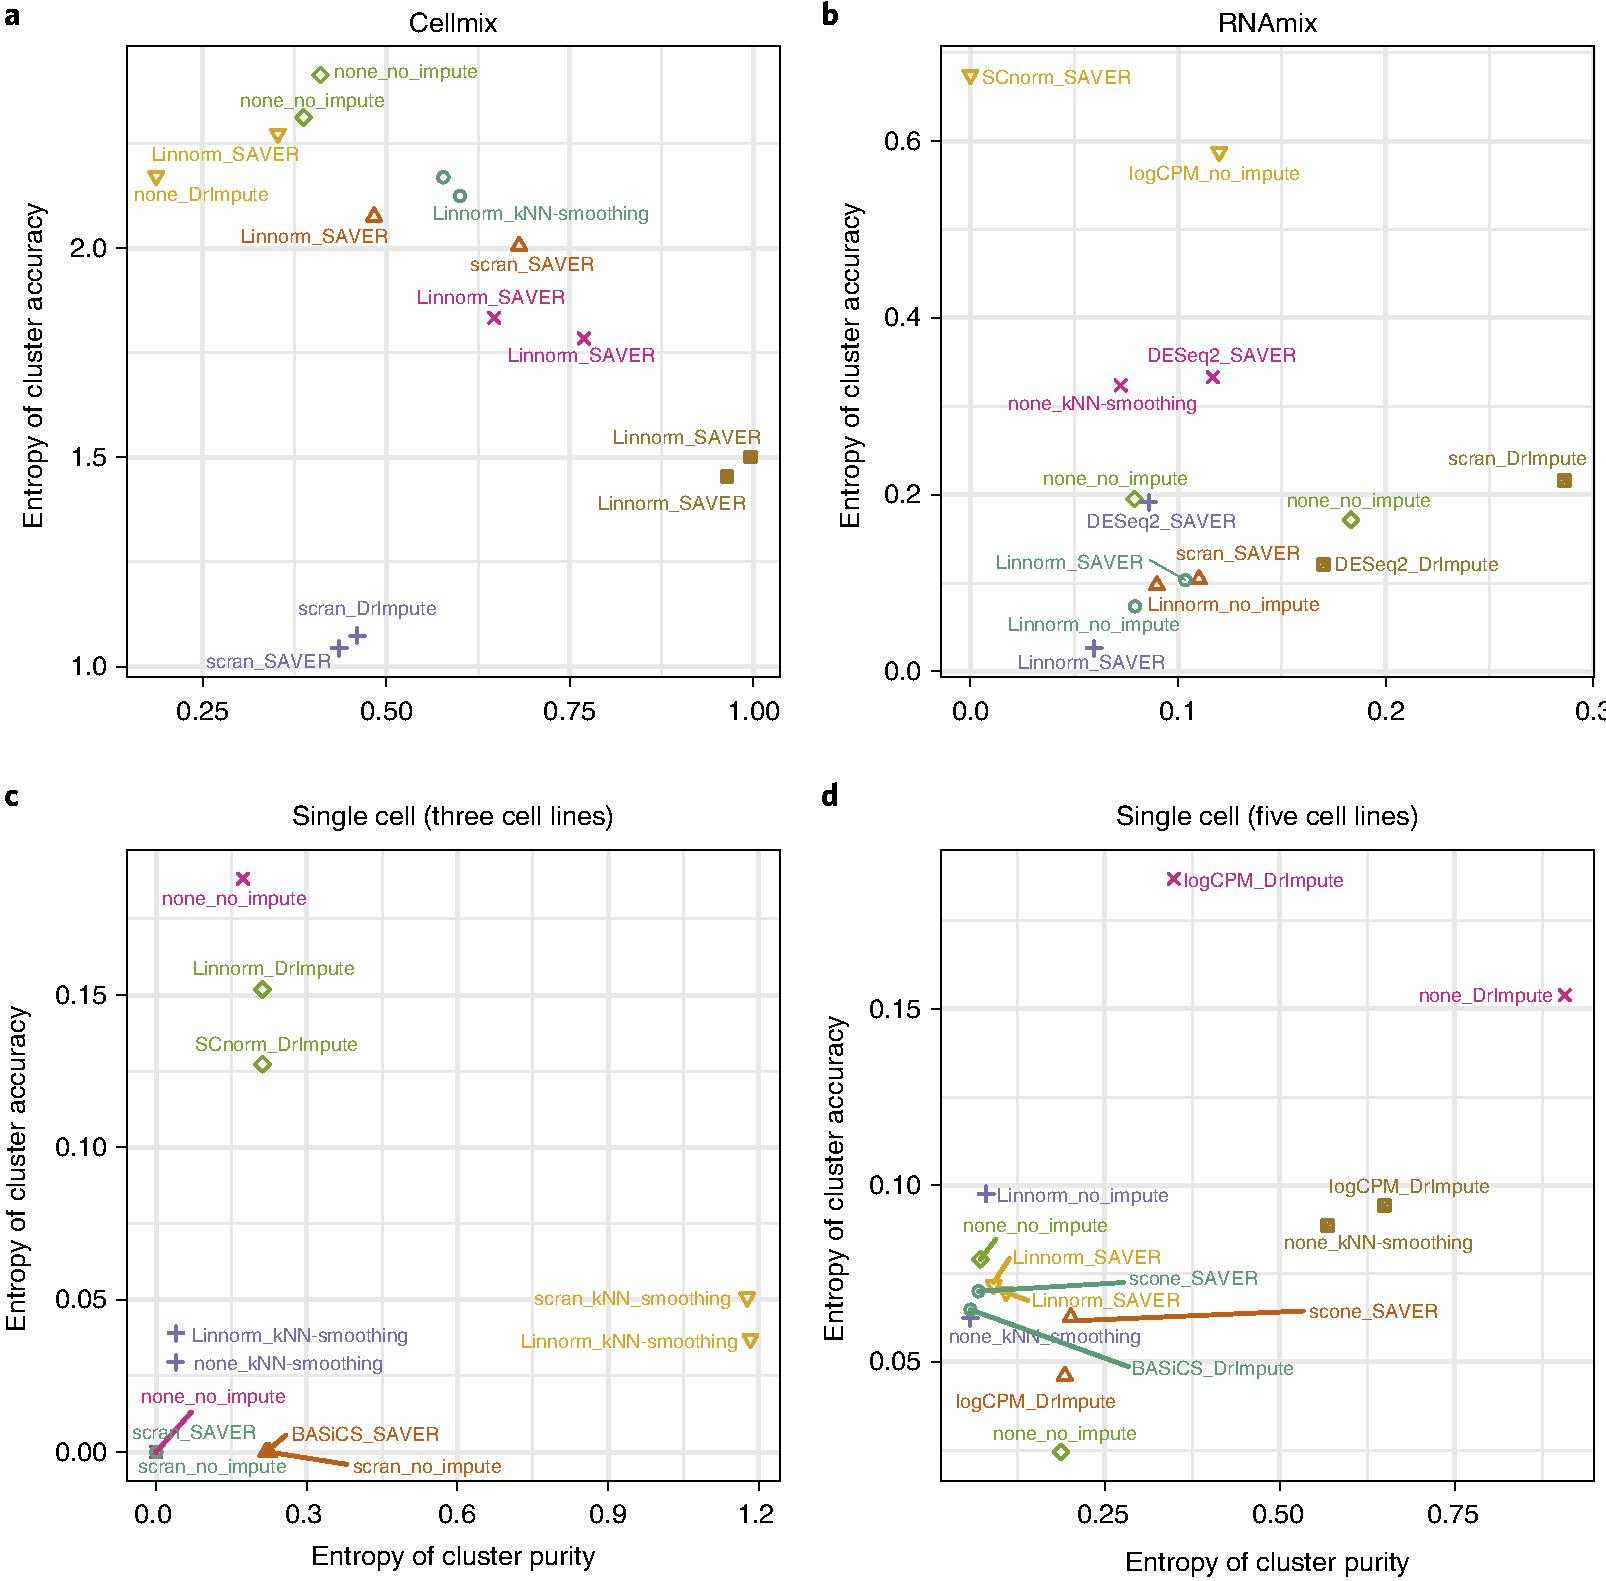 a
Cellmix
none_no_impute
none_no_impute
Linnorm_SAVER
none_DrImpute
Linnorm_SAVER
Linnorm_kNN-smoothing
scran_SAVER
Linnorm_SAVER
Linnorm_SAVER
Linnorm_SAVER
Linnorm_SAVER
scran_DrImpute
scran_SAVER
Entropy of cluster accuracy
2.0
1.5
1.0
0.25 0.50 0.75 1.00
b
RNAmix
SCnorm_SAVER
logCPM_no_impute
DESeq2_SAVER
none_kNN-smoothing
scran_DrImpute
none_no_impute
none_no_impute
DESeq2_SAVER
scran_SAVER
Linnorm_SAVER
DESeq2_DrImpute
Linnorm_no_impute
Linnorm_no_impute
Linnorm_SAVER
Entropy of cluster accuracy
0.6
0.4
0.2
0.0
0.0 0.1 0.2 0.3
c
Single cell (three cell lines)
none_no_impute
Linnorm_DrImpute
SCnorm_DrImpute
scran_kNN_smoothing
Linnorm_kNN-smoothing
Linnorm_kNN-smoothing
none_kNN-smoothing
none_no_impute
scran_SAVER
BASiCS_SAVER
scran_no_impute
scran_no_impute
Entropy of cluster accuracy
0.15
0.10
0.05
0.00
0.0 0.3 0.6 0.9 1.2
Entropy of cluster purity
d
Single cell (five cell lines)
logCPM_DrImpute
none_DrImpute
logCPM_DrImpute
Linnorm_no_impute
none_no_impute
none_kNN-smoothing
Linnorm_SAVER
scone_SAVER
Linnorm_SAVER
scone_SAVER
none_kNN-smoothing
BASiCS_DrImpute
logCPM_DrImpute
none_no_impute
Entropy of cluster accuracy
0.15
0.10
0.05
0.25 0.50 0.75
Entropy of cluster purity